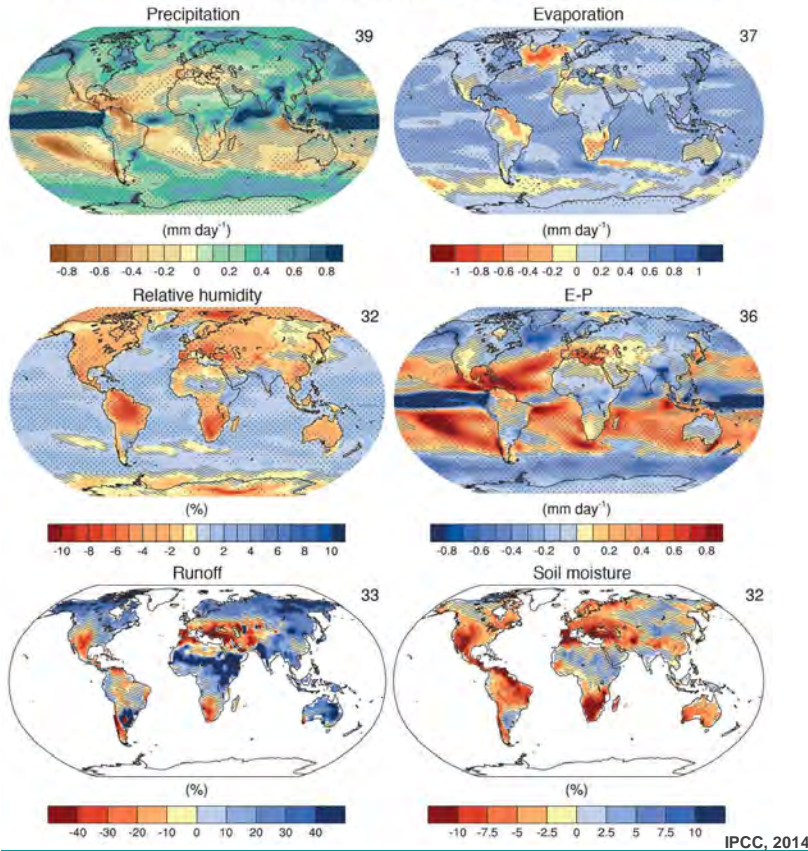 Precipitation
39
Evaporation
37
(mm day⁻¹)
-0.8 -0.6 -0.4 -0.2 0 0.2 0.4 0.6 0.8
(mm day⁻¹)
-1 -0.8 -0.6 -0.4 -0.2 0 0.2 0.4 0.6 0.8 1
Relative humidity
32
E-P
36
(%)
-10 -8 -6 -4 -2 0 2 4 6 8 10
(mm day⁻¹)
-0.8 -0.6 -0.4 -0.2 0 0.2 0.4 0.6 0.8
Runoff
33
Soil moisture
32
(%)
-40 -30 -20 -10 0 10 20 30 40
(%)
-10 -7.5 -5 -2.5 0 2.5 5 7.5 10
IPCC, 2014